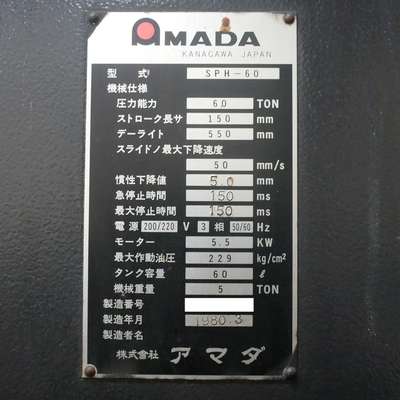 AMADA
KANAGAWA JAPAN
型式 SPH-60
機械仕様
圧力能力 60 TON
ストローク長サ 150 mm
デーライト 550 mm
スライドノ最大下降速度
50 mm/s
慣性下降値 5.0 mm
急停止時間 150 ms
最大停止時間 150 ms
電源 200/220 V 3 相 50/60 Hz
モーター 5.5 KW
最大作動油圧 229 kg/cm²
タンク容量 60 ℓ
機械重量 5 TON
製造番号
製造年月 1980.3
製造者名
株式会社 アマダ